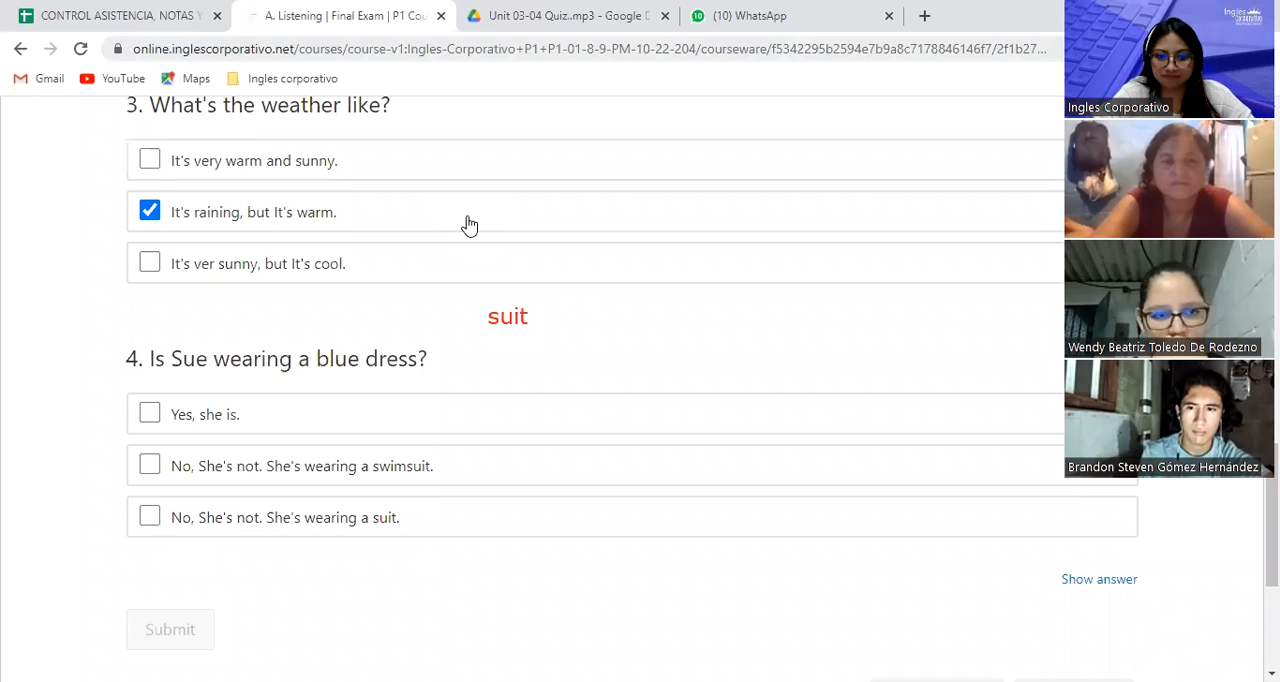 CONTROL ASISTENCIA, NOTAS Y
A. Listening | Final Exam | P1 Cou
Unit 03-04 Quiz..mp3 - Google D
(10) WhatsApp
online.inglescorporativo.net/courses/course-v1:Ingles-Corporativo+P1+P1-01-8-9-PM-10-22-204/courseware/f5342295b2594e7b9a8c7178846146f7/2f1b27...
Gmail
YouTube
Maps
Ingles corporativo
3. What's the weather like?
It's very warm and sunny.
It's raining, but It's warm.
It's ver sunny, but It's cool.
suit
4. Is Sue wearing a blue dress?
Yes, she is.
No, She's not. She's wearing a swimsuit.
No, She's not. She's wearing a suit.
Show answer
Submit
Inglés
corporativo
Ingles Corporativo
Wendy Beatriz Toledo De Rodezno
Brandon Steven Gómez Hernández